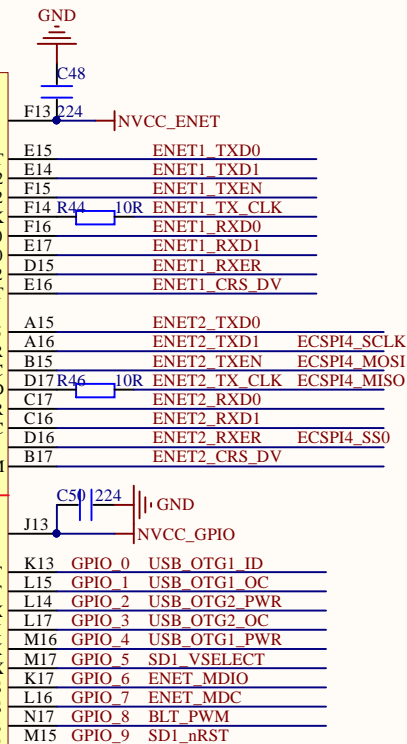 GND
C48
F13 224
NVCC_ENET
E15 ENET1_TXD0
E14 ENET1_TXD1
F15 ENET1_TXEN
F14 R44 10R ENET1_TX_CLK
F16 ENET1_RXD0
E17 ENET1_RXD1
D15 ENET1_RXER
E16 ENET1_CRS_DV
A15 ENET2_TXD0
A16 ENET2_TXD1 ECSPI4_SCLK
B15 ENET2_TXEN ECSPI4_MOSI
D17 R46 10R ENET2_TX_CLK ECSPI4_MISO
C17 ENET2_RXD0
C16 ENET2_RXD1
D16 ENET2_RXER ECSPI4_SS0
B17 ENET2_CRS_DV
C50 224
GND
J13
NVCC_GPIO
K13 GPIO_0 USB_OTG1_ID
L15 GPIO_1 USB_OTG1_OC
L14 GPIO_2 USB_OTG2_PWR
L17 GPIO_3 USB_OTG2_OC
M16 GPIO_4 USB_OTG1_PWR
M17 GPIO_5 SD1_VSELECT
K17 GPIO_6 ENET_MDIO
L16 GPIO_7 ENET_MDC
N17 GPIO_8 BLT_PWM
M15 GPIO_9 SD1_nRST